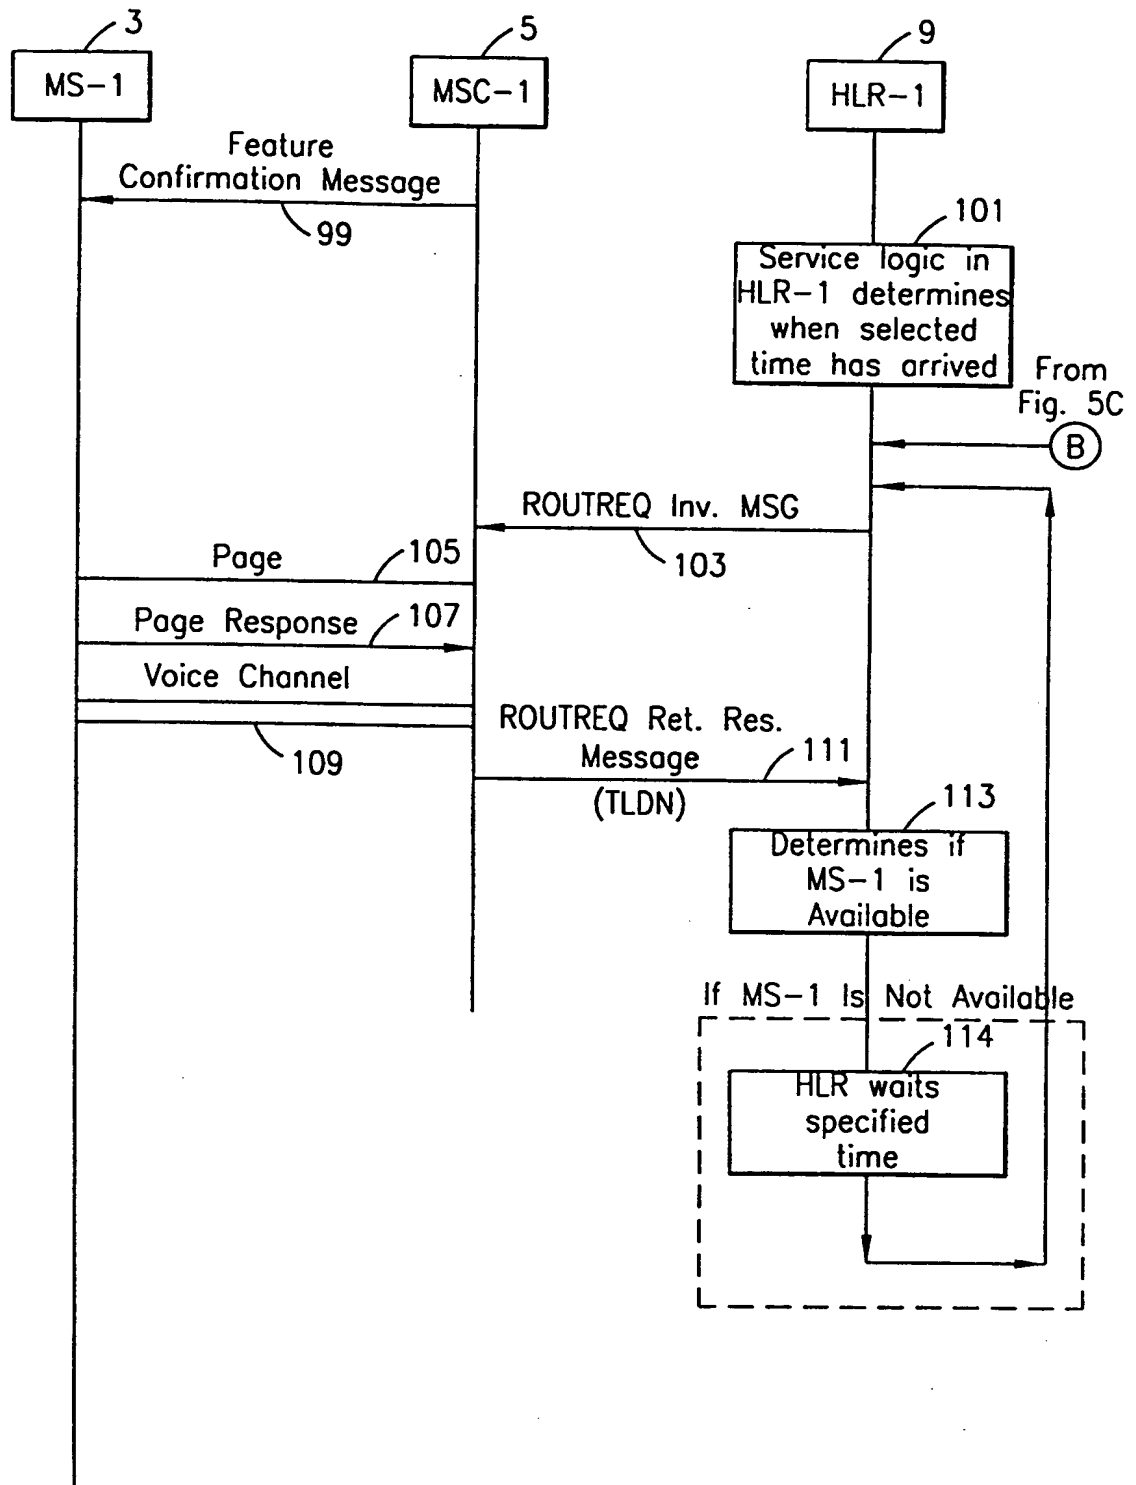 3
5
9
MS-1
MSC-1
HLR-1
Feature
Confirmation Message
99
101
Service logic in
HLR-1 determines
when selected
time has arrived
From
Fig. 5C
B
ROUTREQ Inv. MSG
103
Page
105
Page Response
107
Voice Channel
109
ROUTREQ Ret. Res.
Message
111
(TLDN)
113
Determines if
MS-1 is
Available
If MS-1 Is Not Available
114
HLR waits
specified
time